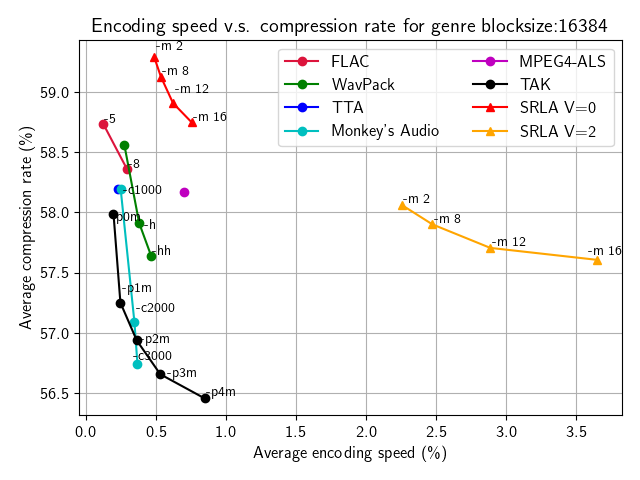 Encoding speed v.s. compression rate for genre blocksize:16384
FLAC
WavPack
TTA
Monkey's Audio
MPEG4-ALS
TAK
SRLA V=0
SRLA V=2
-m 2
-m 8
-m 12
-m 16
-5
-8
-c1000
-p0m
-h
-hh
-m 2
-m 8
-m 12
-m 16
-p1m
-c2000
-p2m
-c3000
-p3m
-p4m
59.0
58.5
58.0
57.5
57.0
56.5
Average compression rate (%)
0.0 0.5 1.0 1.5 2.0 2.5 3.0 3.5
Average encoding speed (%)